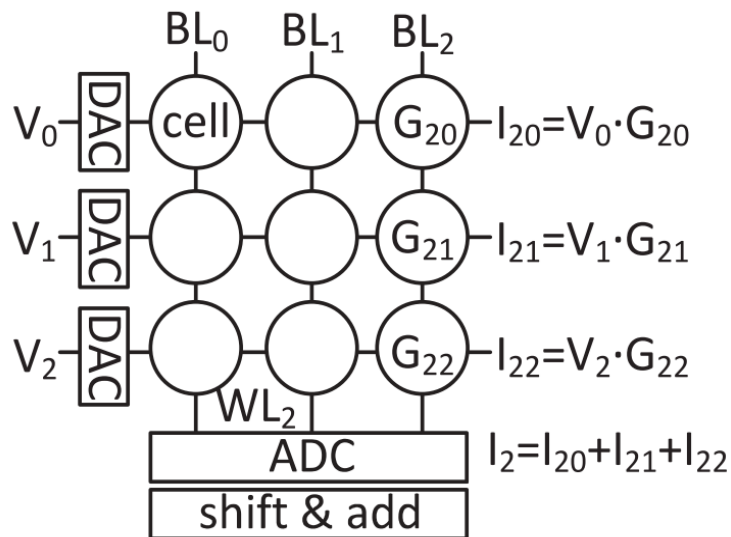 BL₀ BL₁ BL₂
V₀ DAC cell G₂₀ I₂₀=V₀·G₂₀
V₁ DAC G₂₁ I₂₁=V₁·G₂₁
V₂ DAC G₂₂ I₂₂=V₂·G₂₂
WL₂
ADC I₂=I₂₀+I₂₁+I₂₂
shift & add